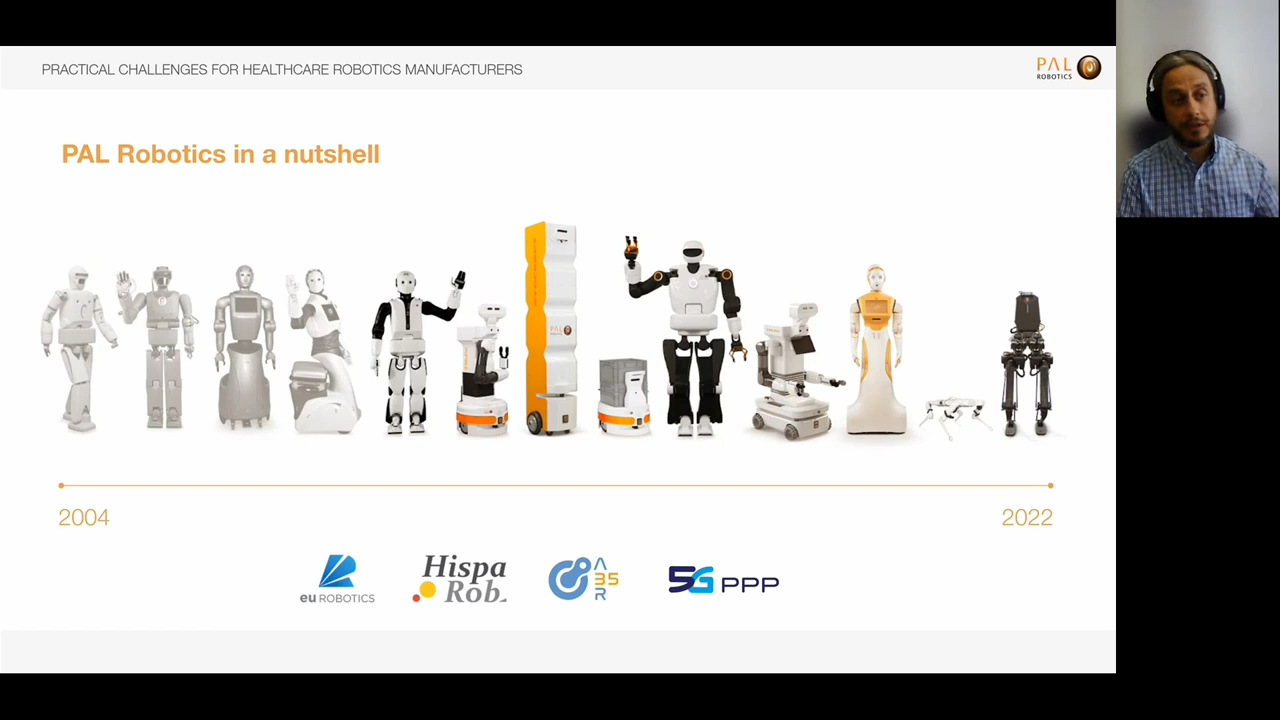 PRACTICAL CHALLENGES FOR HEALTHCARE ROBOTICS MANUFACTURERS
PAL
ROBOTICS
PAL Robotics in a nutshell
PAL
2004
2022
eu ROBOTICS
Hispa
Rob
A
35
R
5G PPP